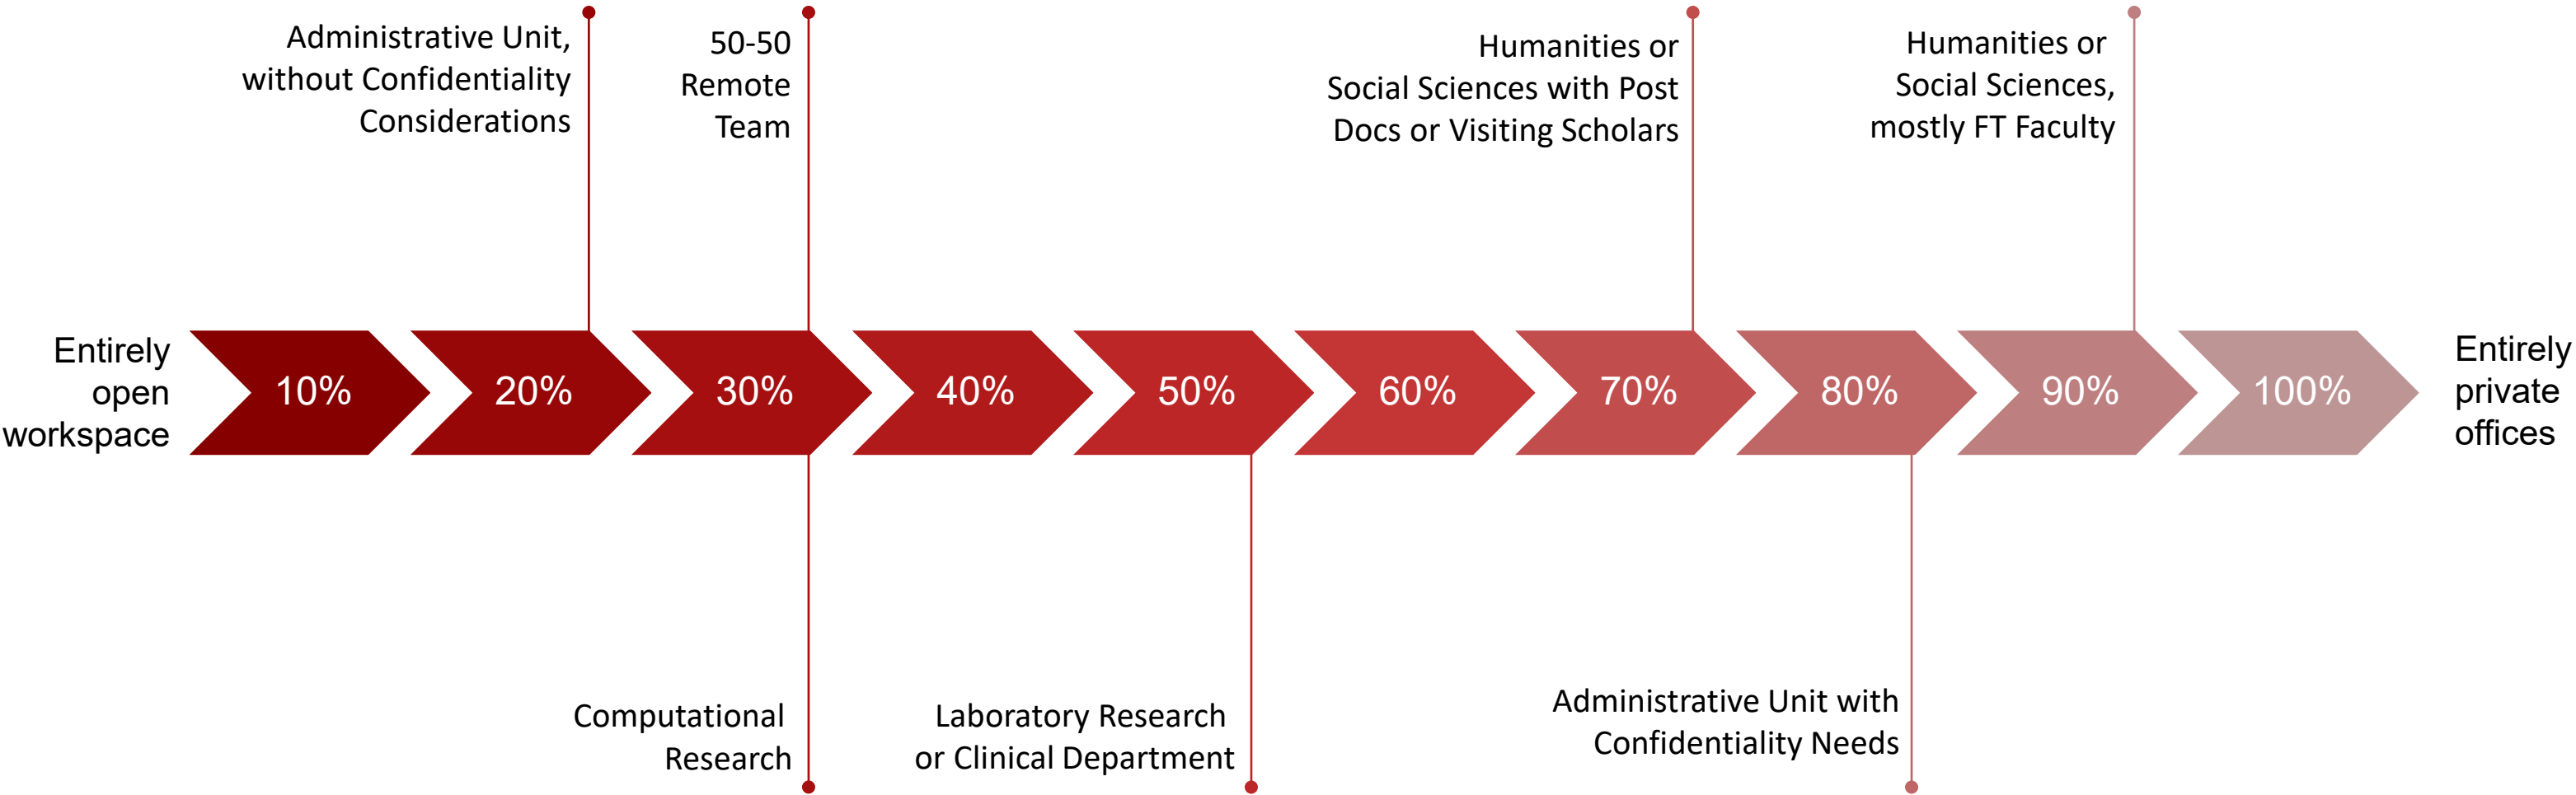 Administrative Unit,
without Confidentiality
Considerations
50-50
Remote
Team
Humanities or
Social Sciences with Post
Docs or Visiting Scholars
Humanities or
Social Sciences,
mostly FT Faculty
Entirely
open
workspace
10%
20%
30%
40%
50%
60%
70%
80%
90%
100%
Entirely
private
offices
Computational
Research
Laboratory Research
or Clinical Department
Administrative Unit with
Confidentiality Needs